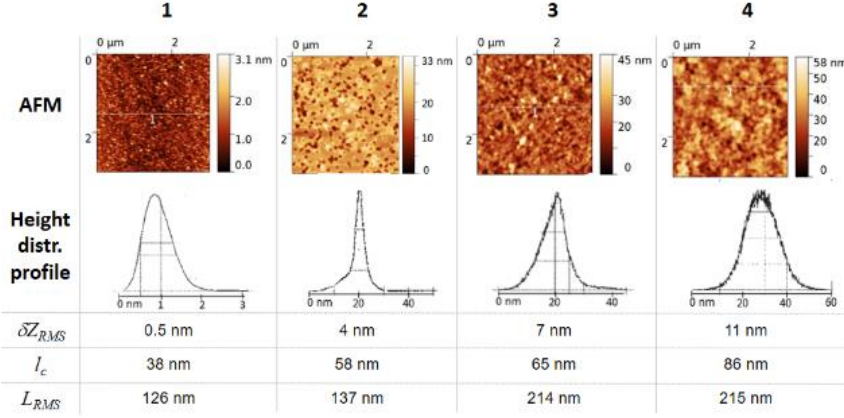 1 2 3 4
0 µm 2 0 µm 2 0 µm 2 0 µm 2
AFM
0 2 3.1 nm 2.0 1.0 0.0
0 2 33 nm 20 10 0
0 2 45 nm 30 20 0
0 2 58 nm 50 40 30 20 0
1 1 1
Height
distr.
profile
0 nm 1 2 3
0 nm 20 40
0 nm 20 40
0 nm 20 40 60
δZRMS 0.5 nm 4 nm 7 nm 11 nm
lc 38 nm 58 nm 65 nm 86 nm
LRMS 126 nm 137 nm 214 nm 215 nm